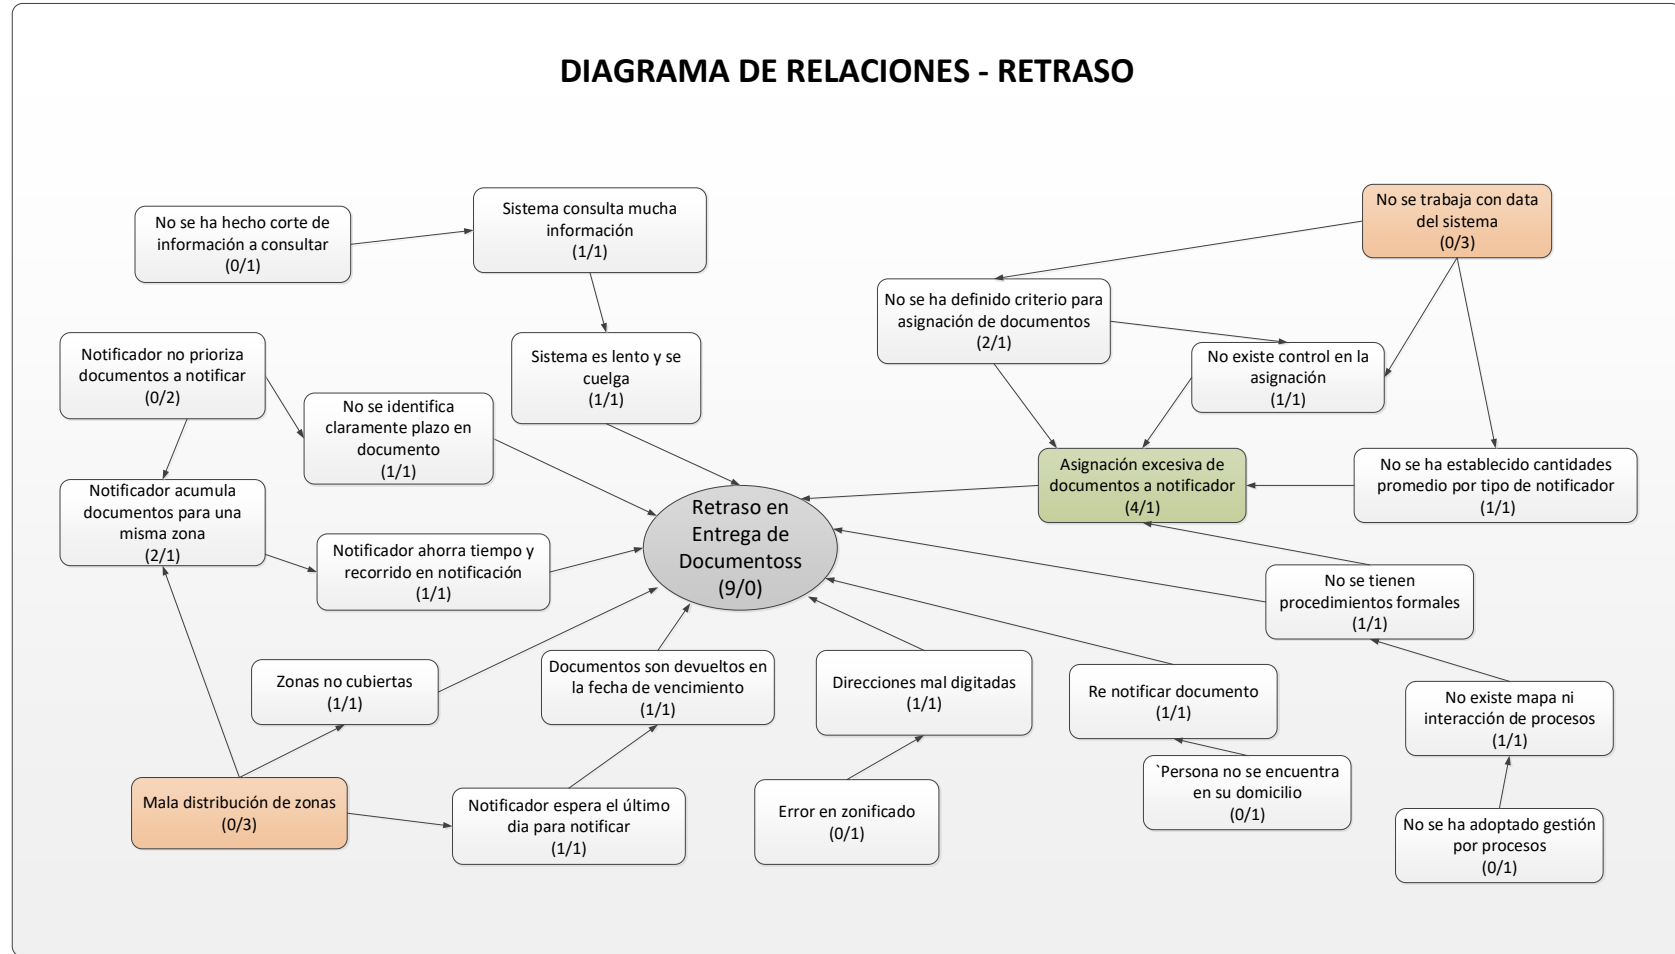 DIAGRAMA DE RELACIONES - RETRASO
No se ha hecho corte de
información a consultar
(0/1)
Sistema consulta mucha
información
(1/1)
No se trabaja con data
del sistema
(0/3)
No se ha definido criterio para
asignación de documentos
(2/1)
Notificador no prioriza
documentos a notificar
(0/2)
Sistema es lento y se
cuelga
(1/1)
No existe control en la
asignación
(1/1)
No se identifica
claramente plazo en
documento
(1/1)
Asignación excesiva de
documentos a notificador
(4/1)
No se ha establecido cantidades
promedio por tipo de notificador
(1/1)
Notificador acumula
documentos para una
misma zona
(2/1)
Retraso en
Entrega de
Documentoss
(9/0)
Notificador ahorra tiempo y
recorrido en notificación
(1/1)
No se tienen
procedimientos formales
(1/1)
Zonas no cubiertas
(1/1)
Documentos son devueltos en
la fecha de vencimiento
(1/1)
Direcciones mal digitadas
(1/1)
Re notificar documento
(1/1)
No existe mapa ni
interacción de procesos
(1/1)
Mala distribución de zonas
(0/3)
Notificador espera el último
dia para notificar
(1/1)
Error en zonificado
(0/1)
`Persona no se encuentra
en su domicilio
(0/1)
No se ha adoptado gestión
por procesos
(0/1)